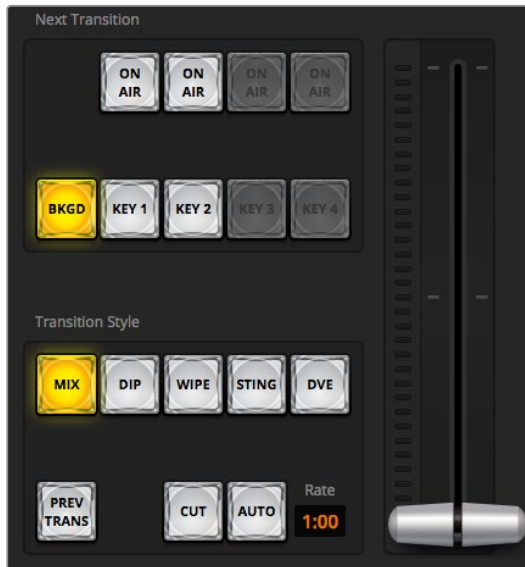 Next Transition
ON AIR ON AIR ON AIR ON AIR
BKGD KEY 1 KEY 2 KEY 3 KEY 4
Transition Style
MIX DIP WIPE STING DVE
PREV TRANS CUT AUTO Rate 1:00